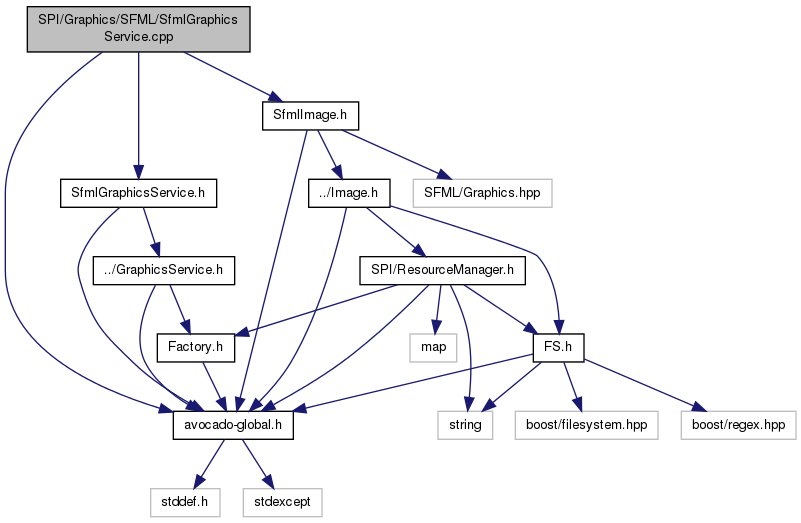 SPI/Graphics/SFML/SfmlGraphics
Service.cpp
SfmlImage.h
SfmlGraphicsService.h
../Image.h
SFML/Graphics.hpp
../GraphicsService.h
SPI/ResourceManager.h
Factory.h
map
FS.h
avocado-global.h
string
boost/filesystem.hpp
boost/regex.hpp
stddef.h
stdexcept